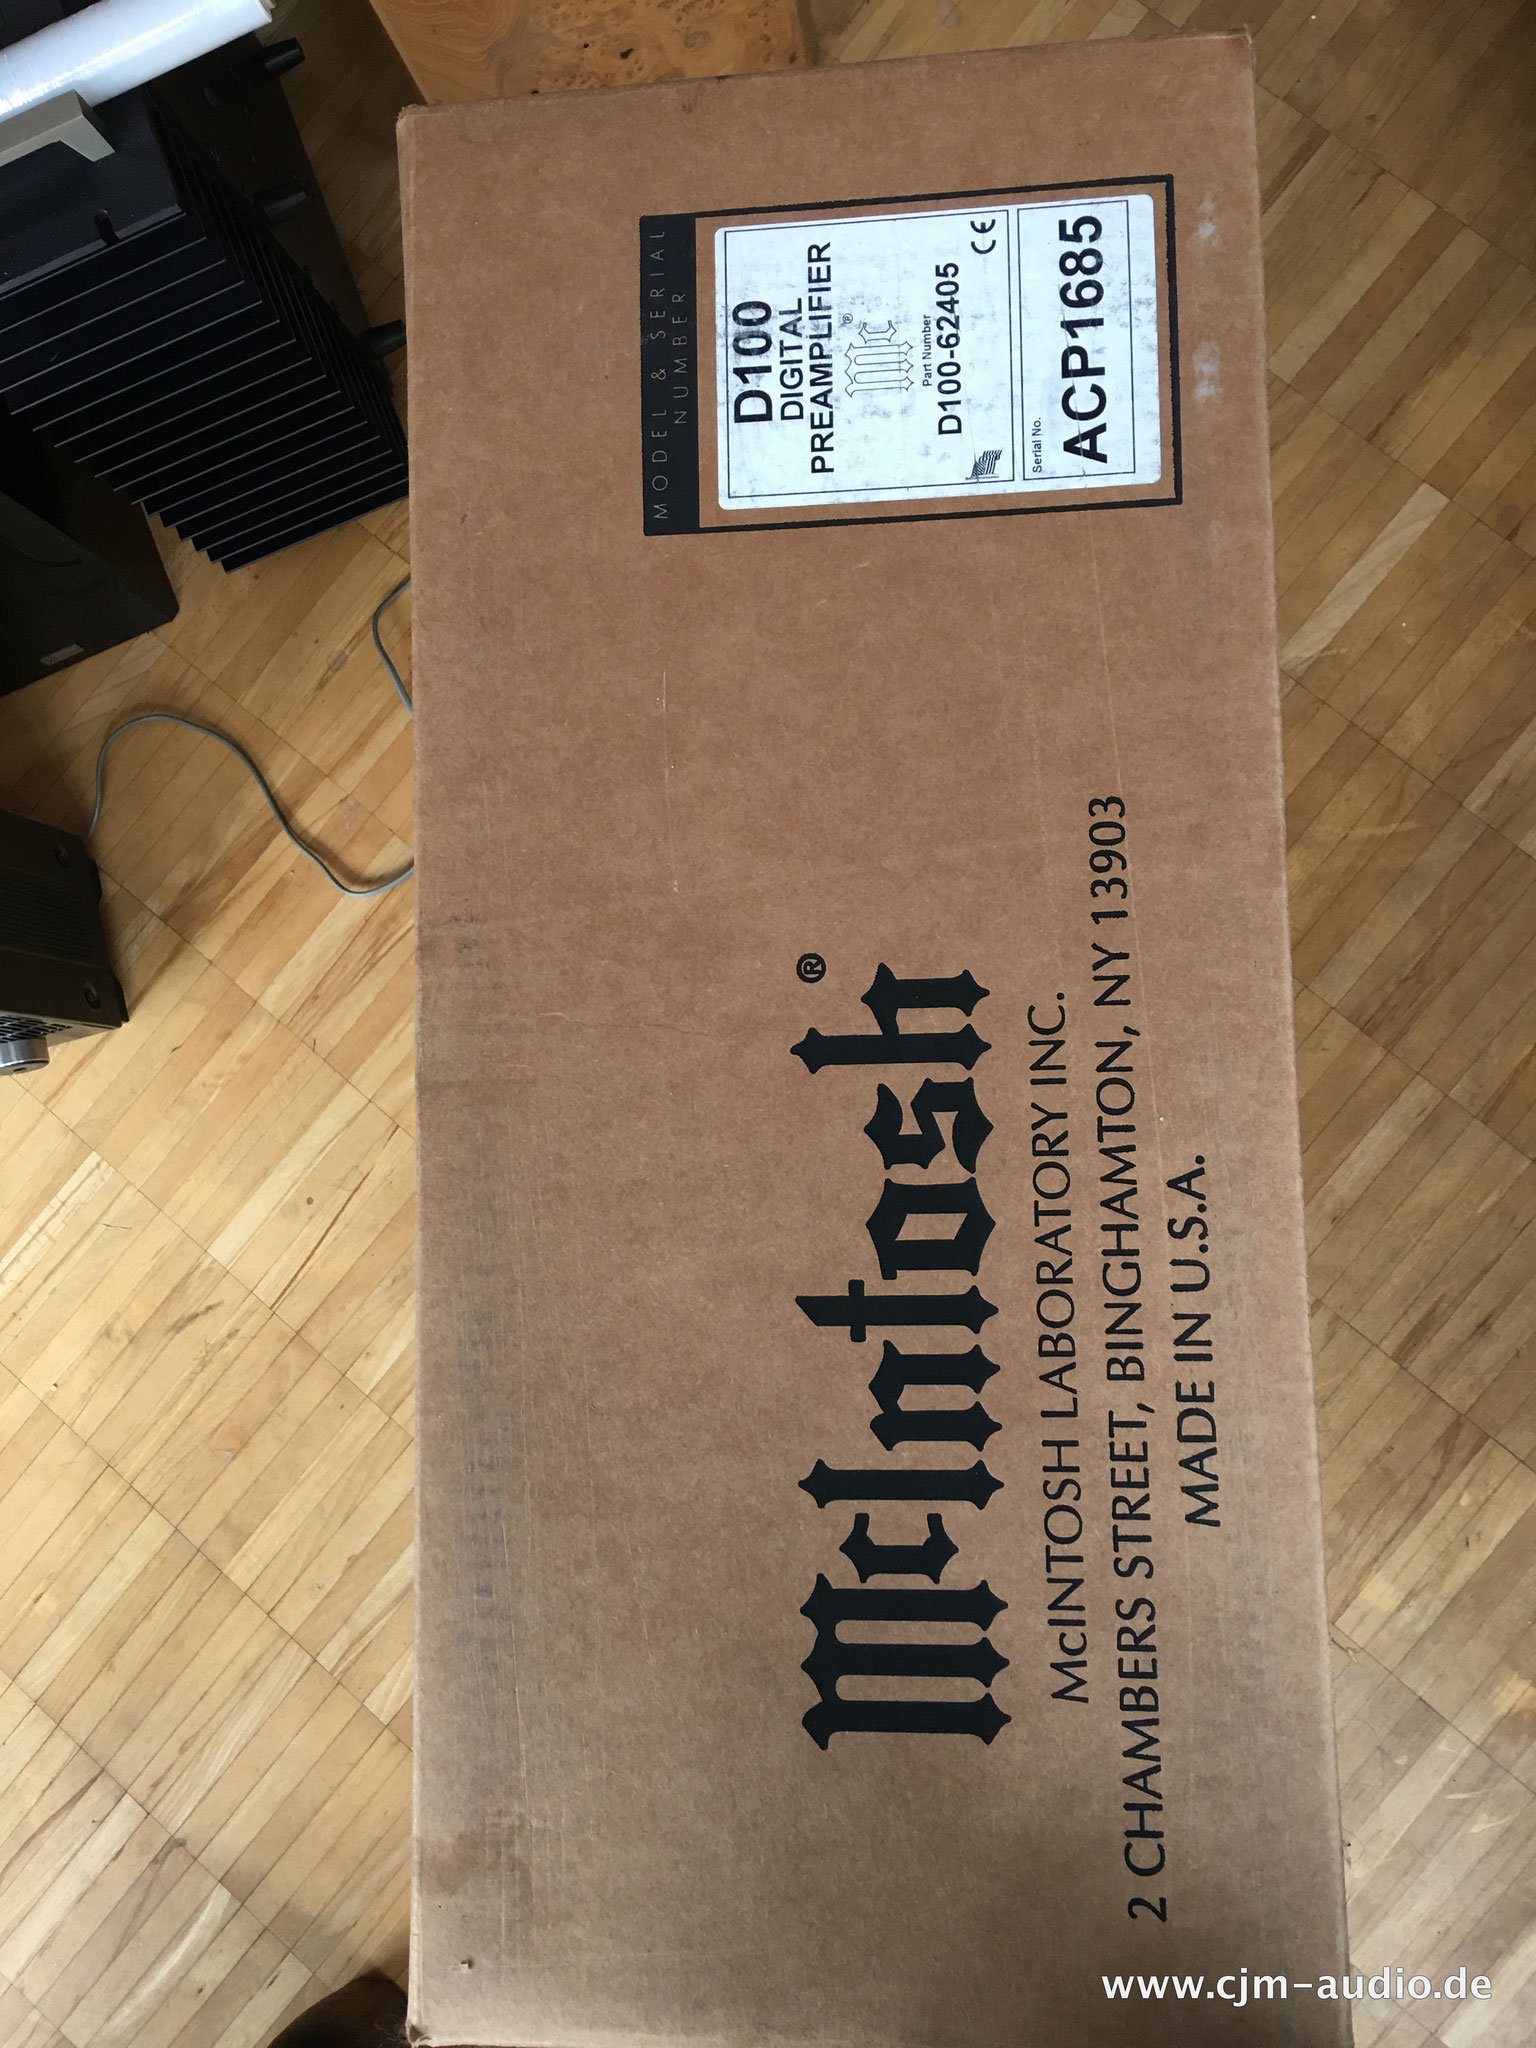 MODEL & SERIAL
NUMBER
D100
DIGITAL
PREAMPLIFIER
Mc®
Part Number
D100-62405
CE
Serial No.
ACP1685
McIntosh®
McINTOSH LABORATORY INC.
2 CHAMBERS STREET, BINGHAMTON, NY 13903
MADE IN U.S.A.
www.cjm-audio.de